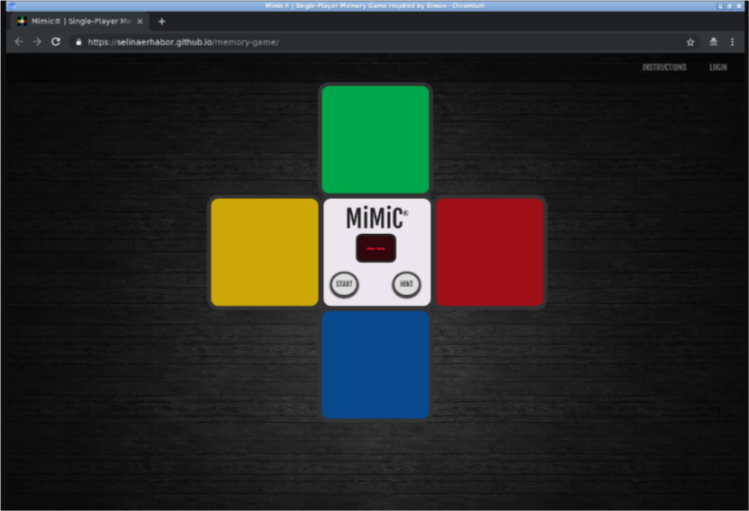 Mimic® | Single-Player Memory Game Inspired by Simon - Chromium
Mimic® | Single-Player Me
https://selinaerhabor.github.io/memory-game/
INSTRUCTIONS LOGIN
MiMiC®
--
START HINT